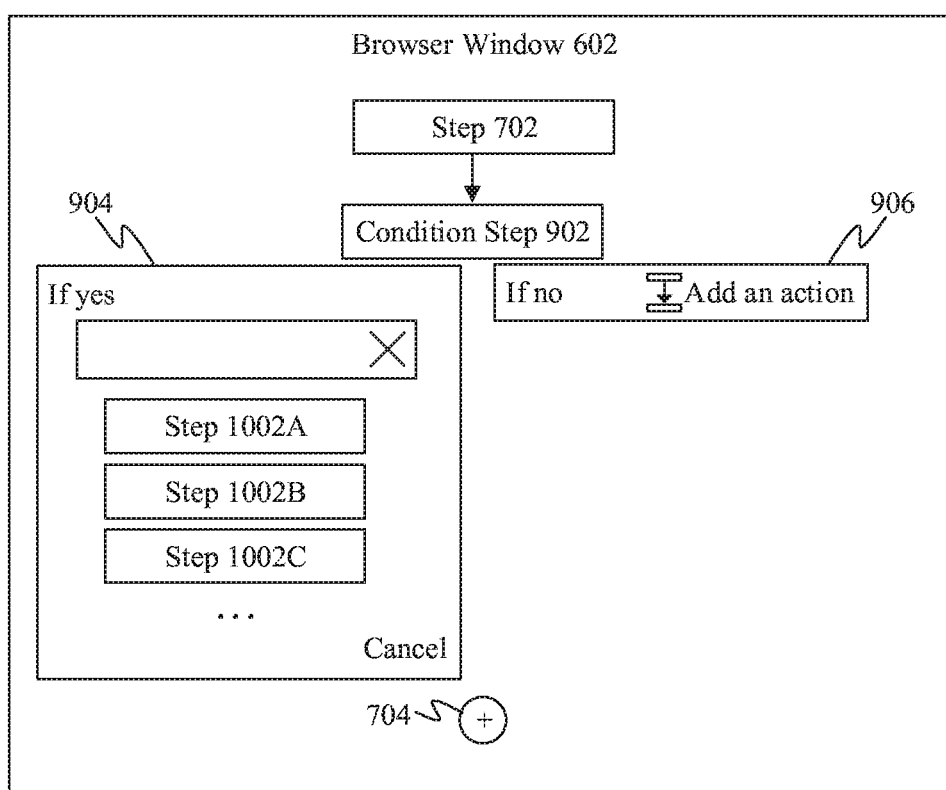 Browser Window 602
Step 702
904
906
Condition Step 902
If yes
If no
Add an action
Step 1002A
Step 1002B
Step 1002C
...
Cancel
704
+